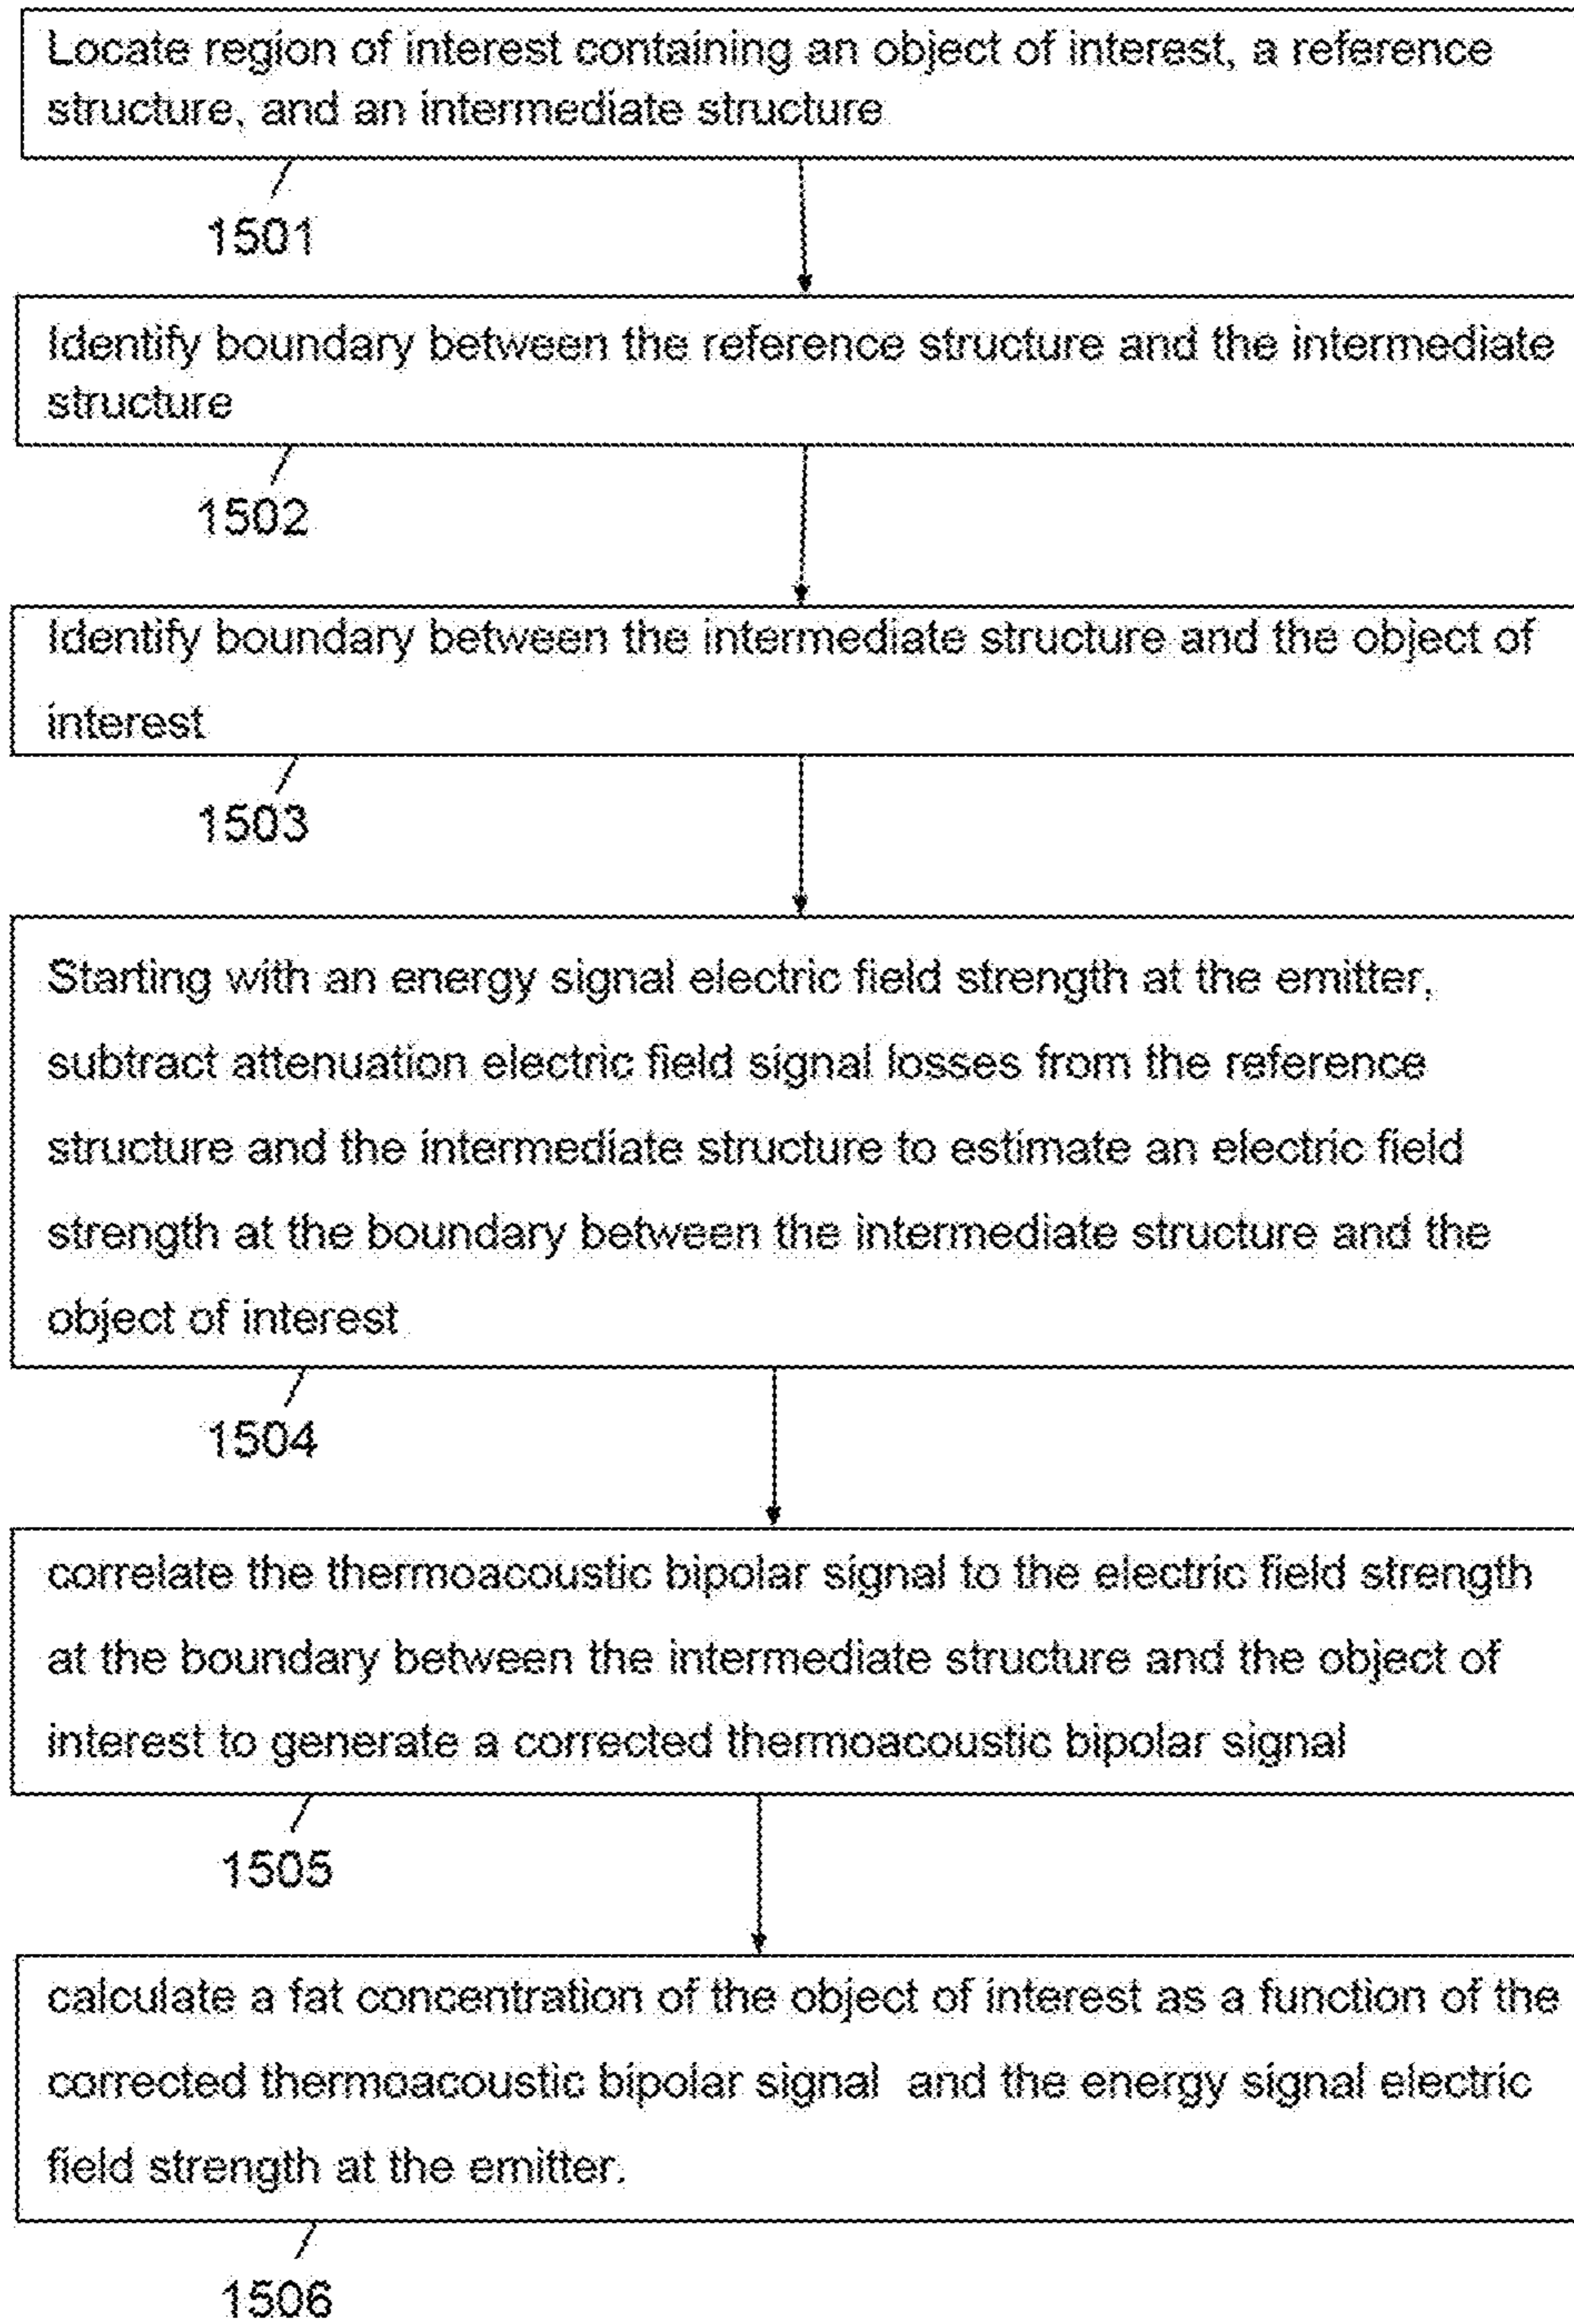 Locate region of interest containing an object of interest, a reference
structure, and an intermediate structure
1501
Identify boundary between the reference structure and the intermediate
structure
1502
Identify boundary between the intermediate structure and the object of
interest
1503
Starting with an energy signal electric field strength at the emitter,
subtract attenuation electric field signal losses from the reference
structure and the intermediate structure to estimate an electric field
strength at the boundary between the intermediate structure and the
object of interest
1504
correlate the thermoacoustic bipolar signal to the electric field strength
at the boundary between the intermediate structure and the object of
interest to generate a corrected thermoacoustic bipolar signal
1505
calculate a fat concentration of the object of interest as a function of the
corrected thermoacoustic bipolar signal and the energy signal electric
field strength at the emitter.
1506